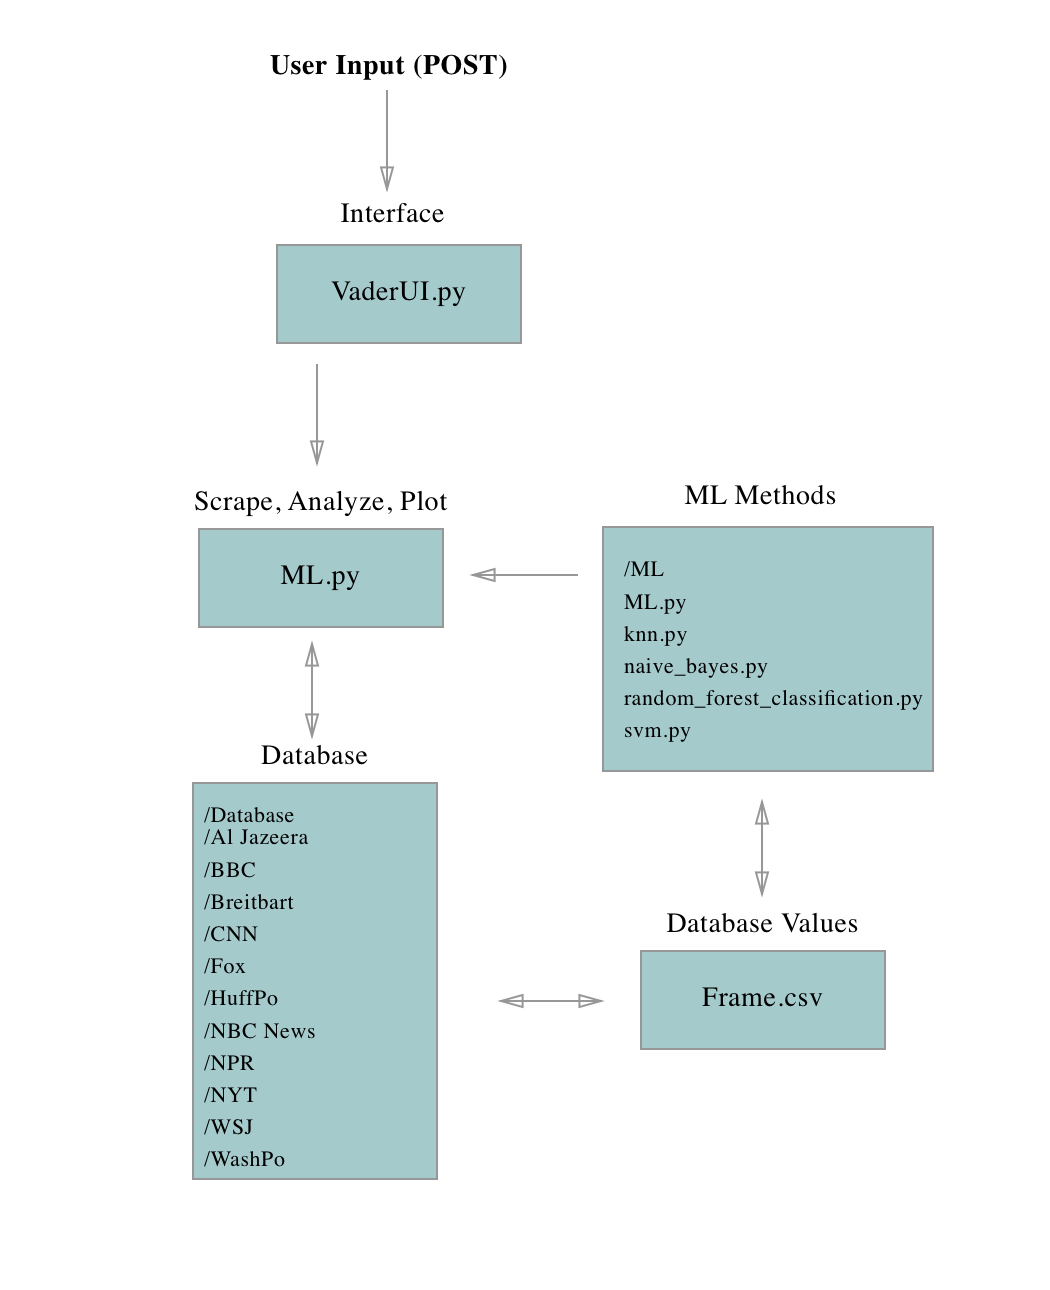 User Input (POST)
Interface
VaderUI.py
Scrape, Analyze, Plot
ML.py
ML Methods
/ML
ML.py
knn.py
naive_bayes.py
random_forest_classification.py
svm.py
Database
/Database
/Al Jazeera
/BBC
/Breitbart
/CNN
/Fox
/HuffPo
/NBC News
/NPR
/NYT
/WSJ
/WashPo
Database Values
Frame.csv